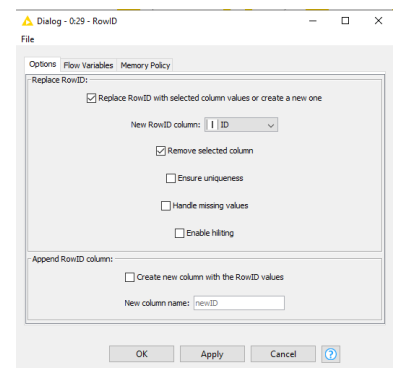 Dialog - 0:29 - RowID
File
Options Flow Variables Memory Policy
Replace RowID:
Replace RowID with selected column values or create a new one
New RowID column: I ID
Remove selected column
Ensure uniqueness
Handle missing values
Enable hiliting
Append RowID column:
Create new column with the RowID values
New column name: newID
OK Apply Cancel ?